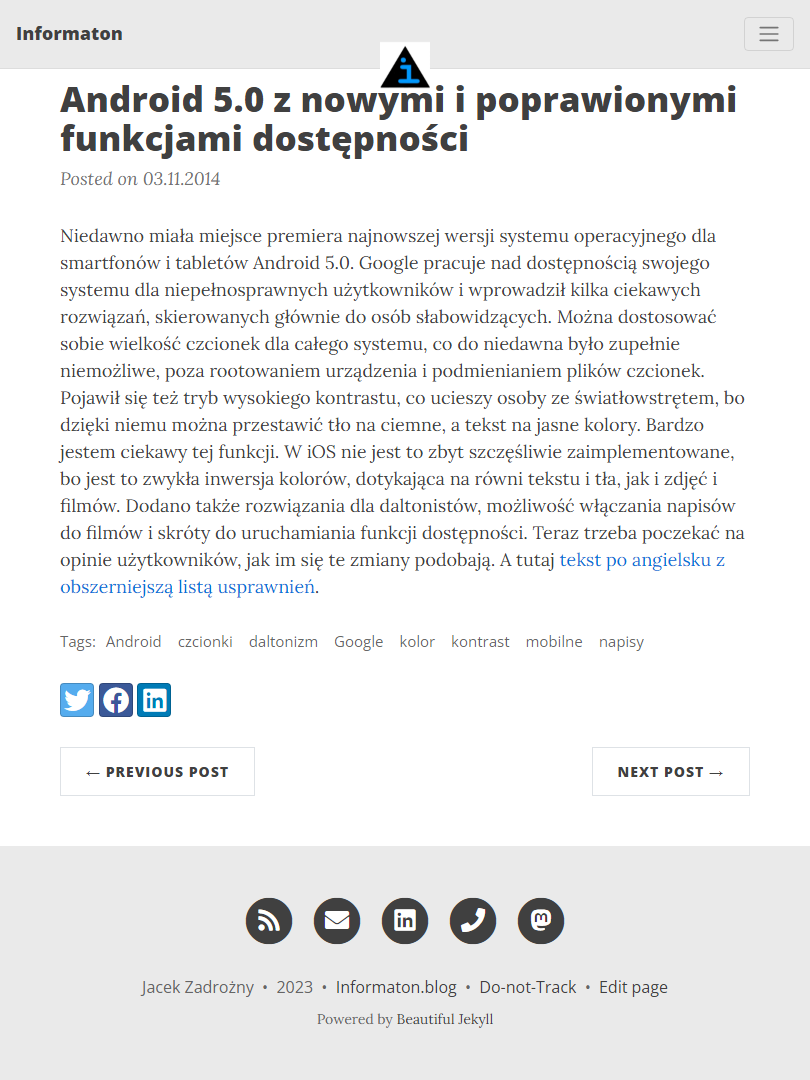 Informaton
Android 5.0 z nowymi i poprawionymi
funkcjami dostępności
Posted on 03.11.2014
Niedawno miała miejsce premiera najnowszej wersji systemu operacyjnego dla
smartfonów i tabletów Android 5.0. Google pracuje nad dostępnością swojego
systemu dla niepełnosprawnych użytkowników i wprowadził kilka ciekawych
rozwiązań, skierowanych głównie do osób słabowidzących. Można dostosować
sobie wielkość czcionek dla całego systemu, co do niedawna było zupełnie
niemożliwe, poza rootowaniem urządzenia i podmienianiem plików czcionek.
Pojawił się też tryb wysokiego kontrastu, co ucieszy osoby ze światłowstrętem, bo
dzięki niemu można przestawić tło na ciemne, a tekst na jasne kolory. Bardzo
jestem ciekawy tej funkcji. W iOS nie jest to zbyt szczęśliwie zaimplementowane,
bo jest to zwykła inwersja kolorów, dotykająca na równi tekstu i tła, jak i zdjęć i
filmów. Dodano także rozwiązania dla daltonistów, możliwość włączania napisów
do filmów i skróty do uruchamiania funkcji dostępności. Teraz trzeba poczekać na
opinie użytkowników, jak im się te zmiany podobają. A tutaj tekst po angielsku z
obszerniejszą listą usprawnień.
Tags: Android czcionki daltonizm Google kolor kontrast mobilne napisy
← PREVIOUS POST
NEXT POST →
Jacek Zadrożny • 2023 • Informaton.blog • Do-not-Track • Edit page
Powered by Beautiful Jekyll